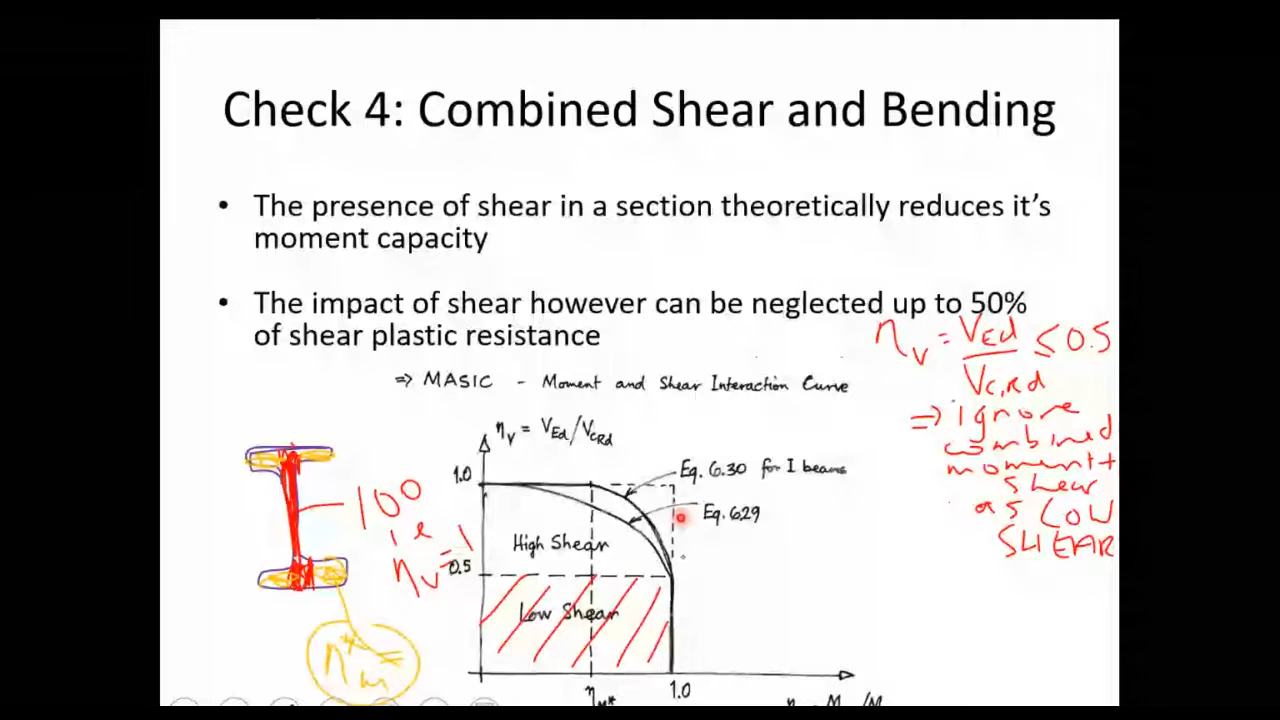 Check 4: Combined Shear and Bending
• The presence of shear in a section theoretically reduces it's
moment capacity
• The impact of shear however can be neglected up to 50%
of shear plastic resistance
ηv = VEd / Vc,Rd ≤ 0.5
⇒ ignore
combined
moment +
shear
as LOW
SHEAR
⇒ MASIC - Moment and Shear Interaction Curve
ηv = VEd/VcRd
1.0
Eq. 6.30 for I beams
Eq. 6.29
High Shear
0.5
Low Shear
100
i.e
ηv = 1
η*m
ηM*
1.0